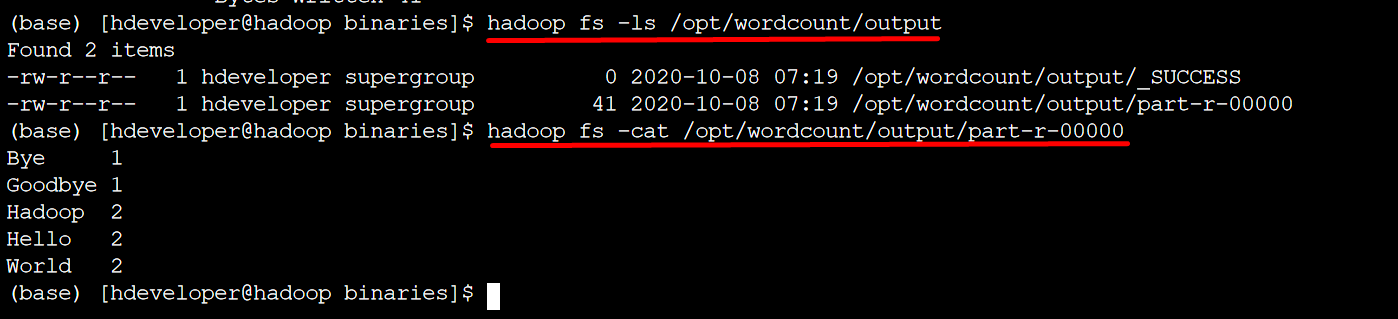 Bytes Written=41
(base) [hdeveloper@hadoop binaries]$ hadoop fs -ls /opt/wordcount/output
Found 2 items
-rw-r--r--   1 hdeveloper supergroup          0 2020-10-08 07:19 /opt/wordcount/output/_SUCCESS
-rw-r--r--   1 hdeveloper supergroup         41 2020-10-08 07:19 /opt/wordcount/output/part-r-00000
(base) [hdeveloper@hadoop binaries]$ hadoop fs -cat /opt/wordcount/output/part-r-00000
Bye     1
Goodbye 1
Hadoop  2
Hello   2
World   2
(base) [hdeveloper@hadoop binaries]$